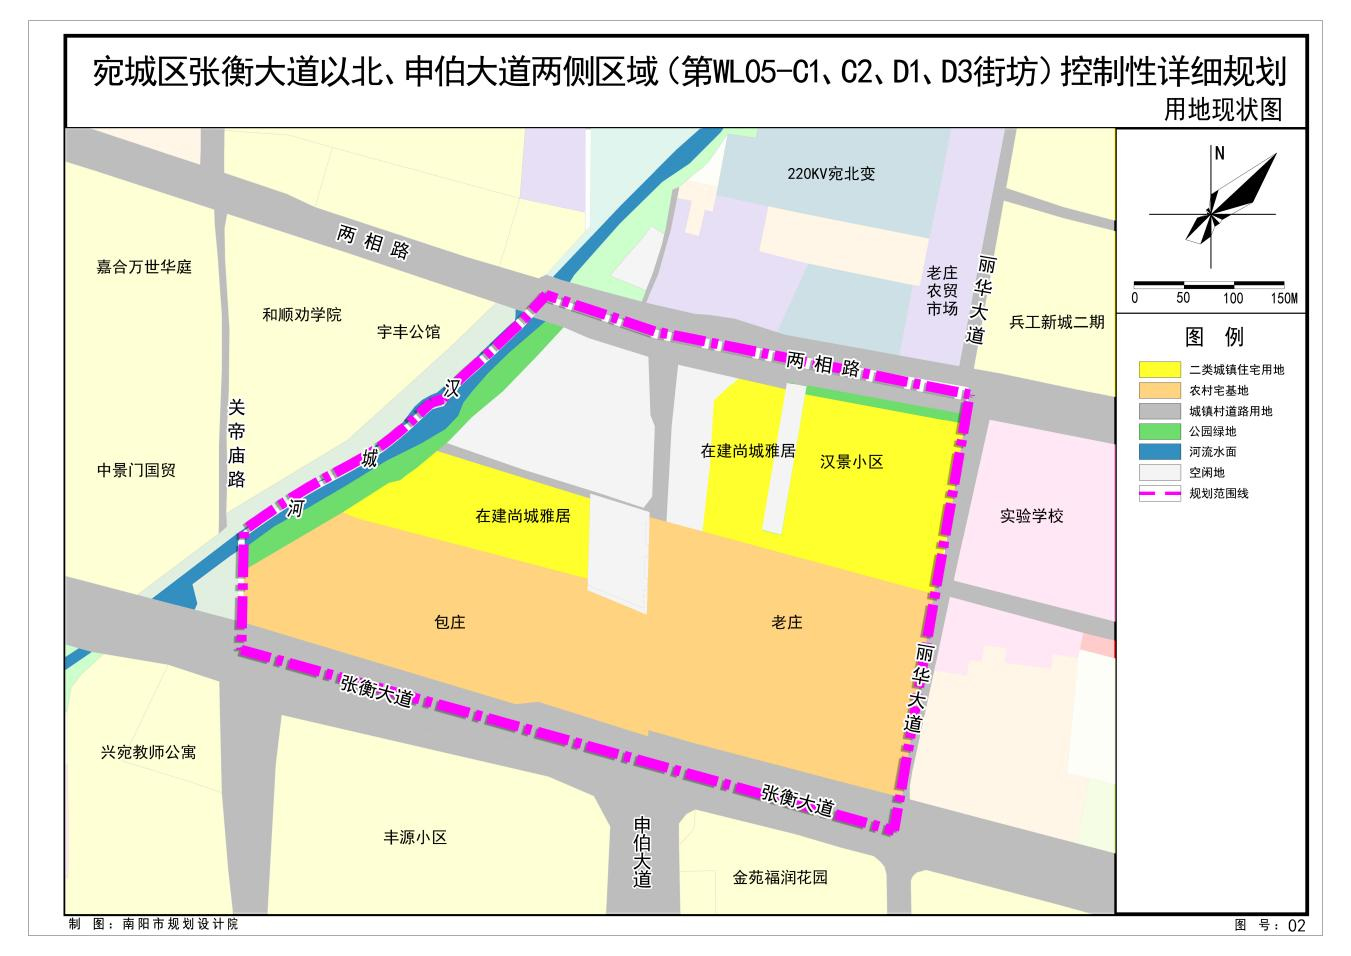 宛城区张衡大道以北、申伯大道两侧区域（第WL05-C1、C2、D1、D3街坊）控制性详细规划
用地现状图
N
0 50 100 150M
图 例
二类城镇住宅用地
农村宅基地
城镇村道路用地
公园绿地
河流水面
空闲地
规划范围线
220KV宛北变
两相路
嘉合万世华庭
和顺劝学院
宇丰公馆
老庄
农贸
市场
丽华大道
兵工新城二期
两相路
关帝庙路
汉
城
河
中景门国贸
在建尚城雅居
汉景小区
在建尚城雅居
实验学校
包庄
老庄
丽华大道
张衡大道
兴宛教师公寓
张衡大道
丰源小区
申伯大道
金苑福润花园
制 图：南阳市规划设计院
图 号：02